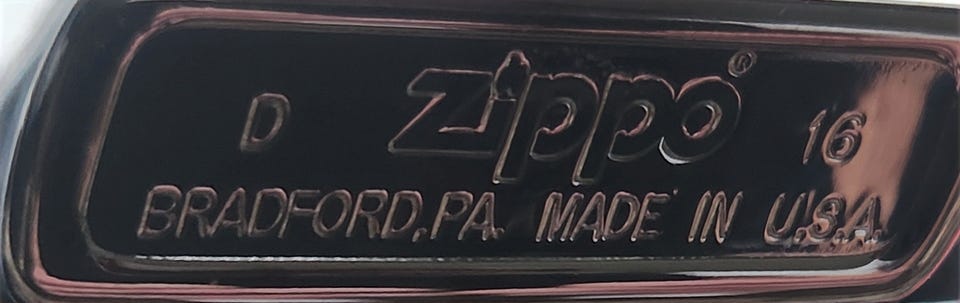 D Zippo® 16
BRADFORD, PA. MADE IN U.S.A.